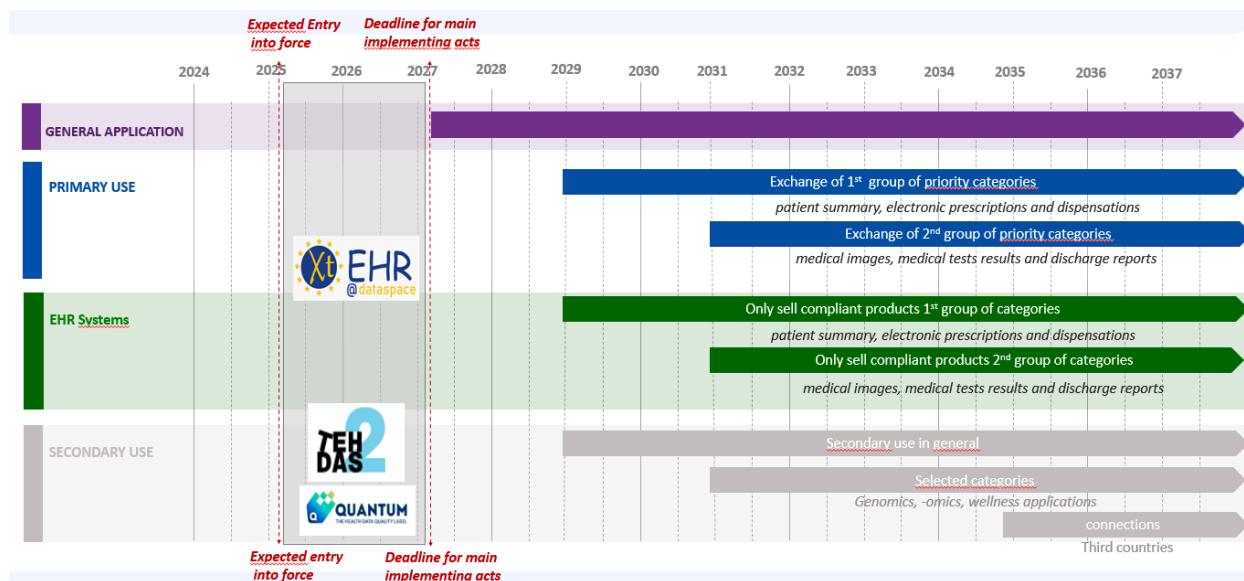 Expected Entry
into force
Deadline for main
implementing acts
2024
2025
2026
2027
2028
2029
2030
2031
2032
2033
2034
2035
2036
2037
GENERAL APPLICATION
PRIMARY USE
Exchange of 1st group of priority categories
patient summary, electronic prescriptions and dispensations
Exchange of 2nd group of priority categories
medical images, medical tests results and discharge reports
Xt EHR
@dataspace
EHR Systems
Only sell compliant products 1st group of categories
patient summary, electronic prescriptions and dispensations
Only sell compliant products 2nd group of categories
medical images, medical tests results and discharge reports
TEH
DAS 2
SECONDARY USE
Secondary use in general
Selected categories
Genomics, -omics, wellness applications
QUANTUM
THE HEALTH DATA QUALITY LABEL
connections
Third countries
Expected entry
into force
Deadline for main
implementing acts